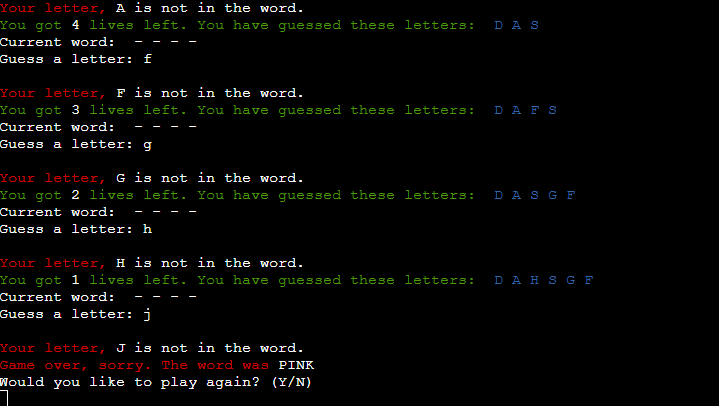 Your letter, A is not in the word.
You got 4 lives left. You have guessed these letters:  D A S
Current word:  - - - -
Guess a letter: f
Your letter, F is not in the word.
You got 3 lives left. You have guessed these letters:  D A F S
Current word:  - - - -
Guess a letter: g
Your letter, G is not in the word.
You got 2 lives left. You have guessed these letters:  D A S G F
Current word:  - - - -
Guess a letter: h
Your letter, H is not in the word.
You got 1 lives left. You have guessed these letters:  D A H S G F
Current word:  - - - -
Guess a letter: j
Your letter, J is not in the word.
Game over, sorry. The word was PINK
Would you like to play again? (Y/N)